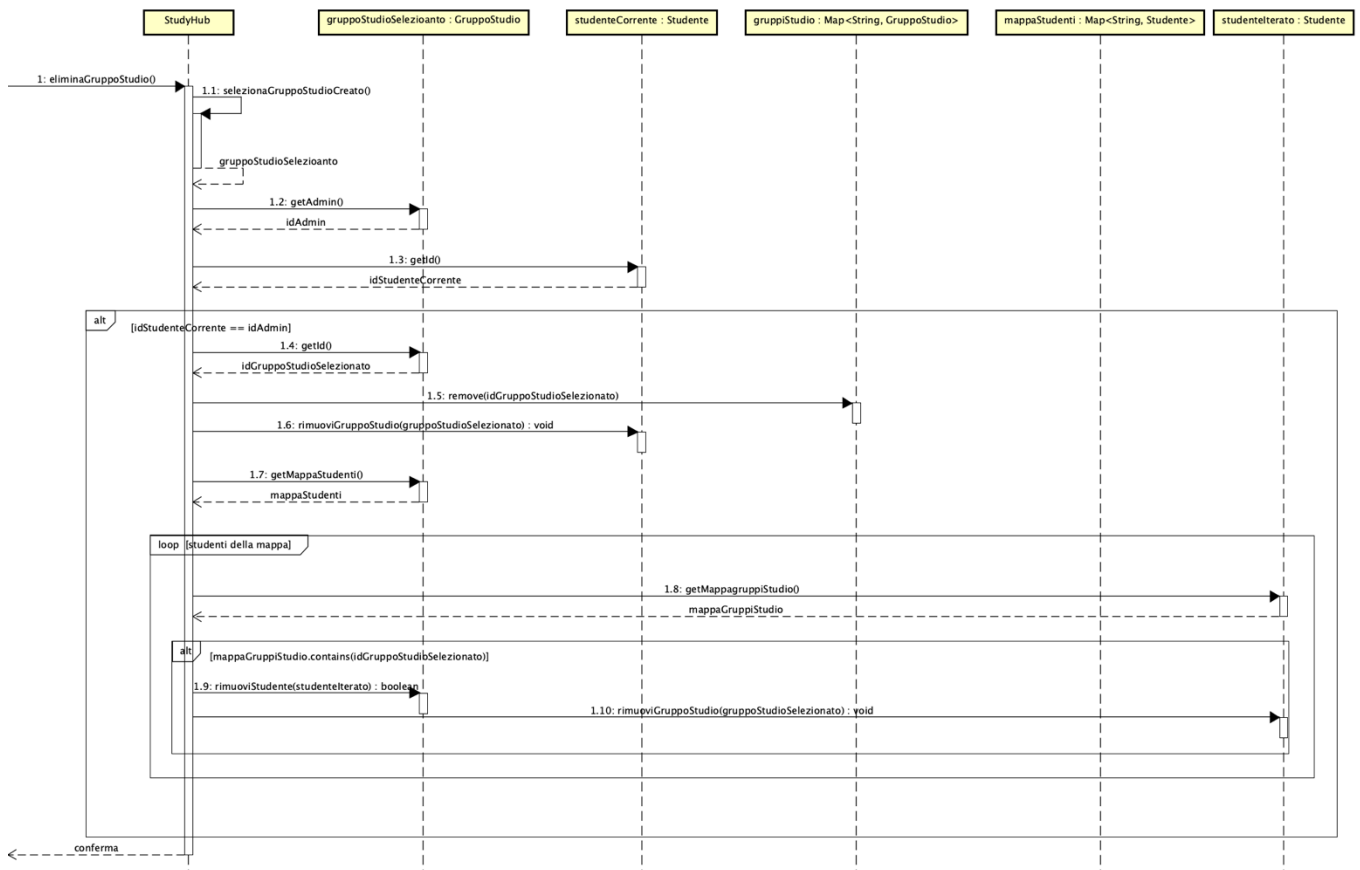 StudyHub
gruppoStudioSelezioanto : GruppoStudio
studenteCorrente : Studente
gruppiStudio : Map<String, GruppoStudio>
mappaStudenti : Map<String, Studente>
studenteIterato : Studente
1: eliminaGruppoStudio()
1.1: selezionaGruppoStudioCreato()
gruppoStudioSelezioanto
1.2: getAdmin()
idAdmin
1.3: getId()
idStudenteCorrente
alt
[idStudenteCorrente == idAdmin]
1.4: getId()
idGruppoStudioSelezionato
1.5: remove(idGruppoStudioSelezionato)
1.6: rimuoviGruppoStudio(gruppoStudioSelezionato) : void
1.7: getMappaStudenti()
mappaStudenti
loop [studenti della mappa]
1.8: getMappagruppiStudio()
mappaGruppiStudio
alt
[mappaGruppiStudio.contains(idGruppoStudioSelezionato)]
1.9: rimuoviStudente(studenteIterato) : boolean
1.10: rimuoviGruppoStudio(gruppoStudioSelezionato) : void
conferma